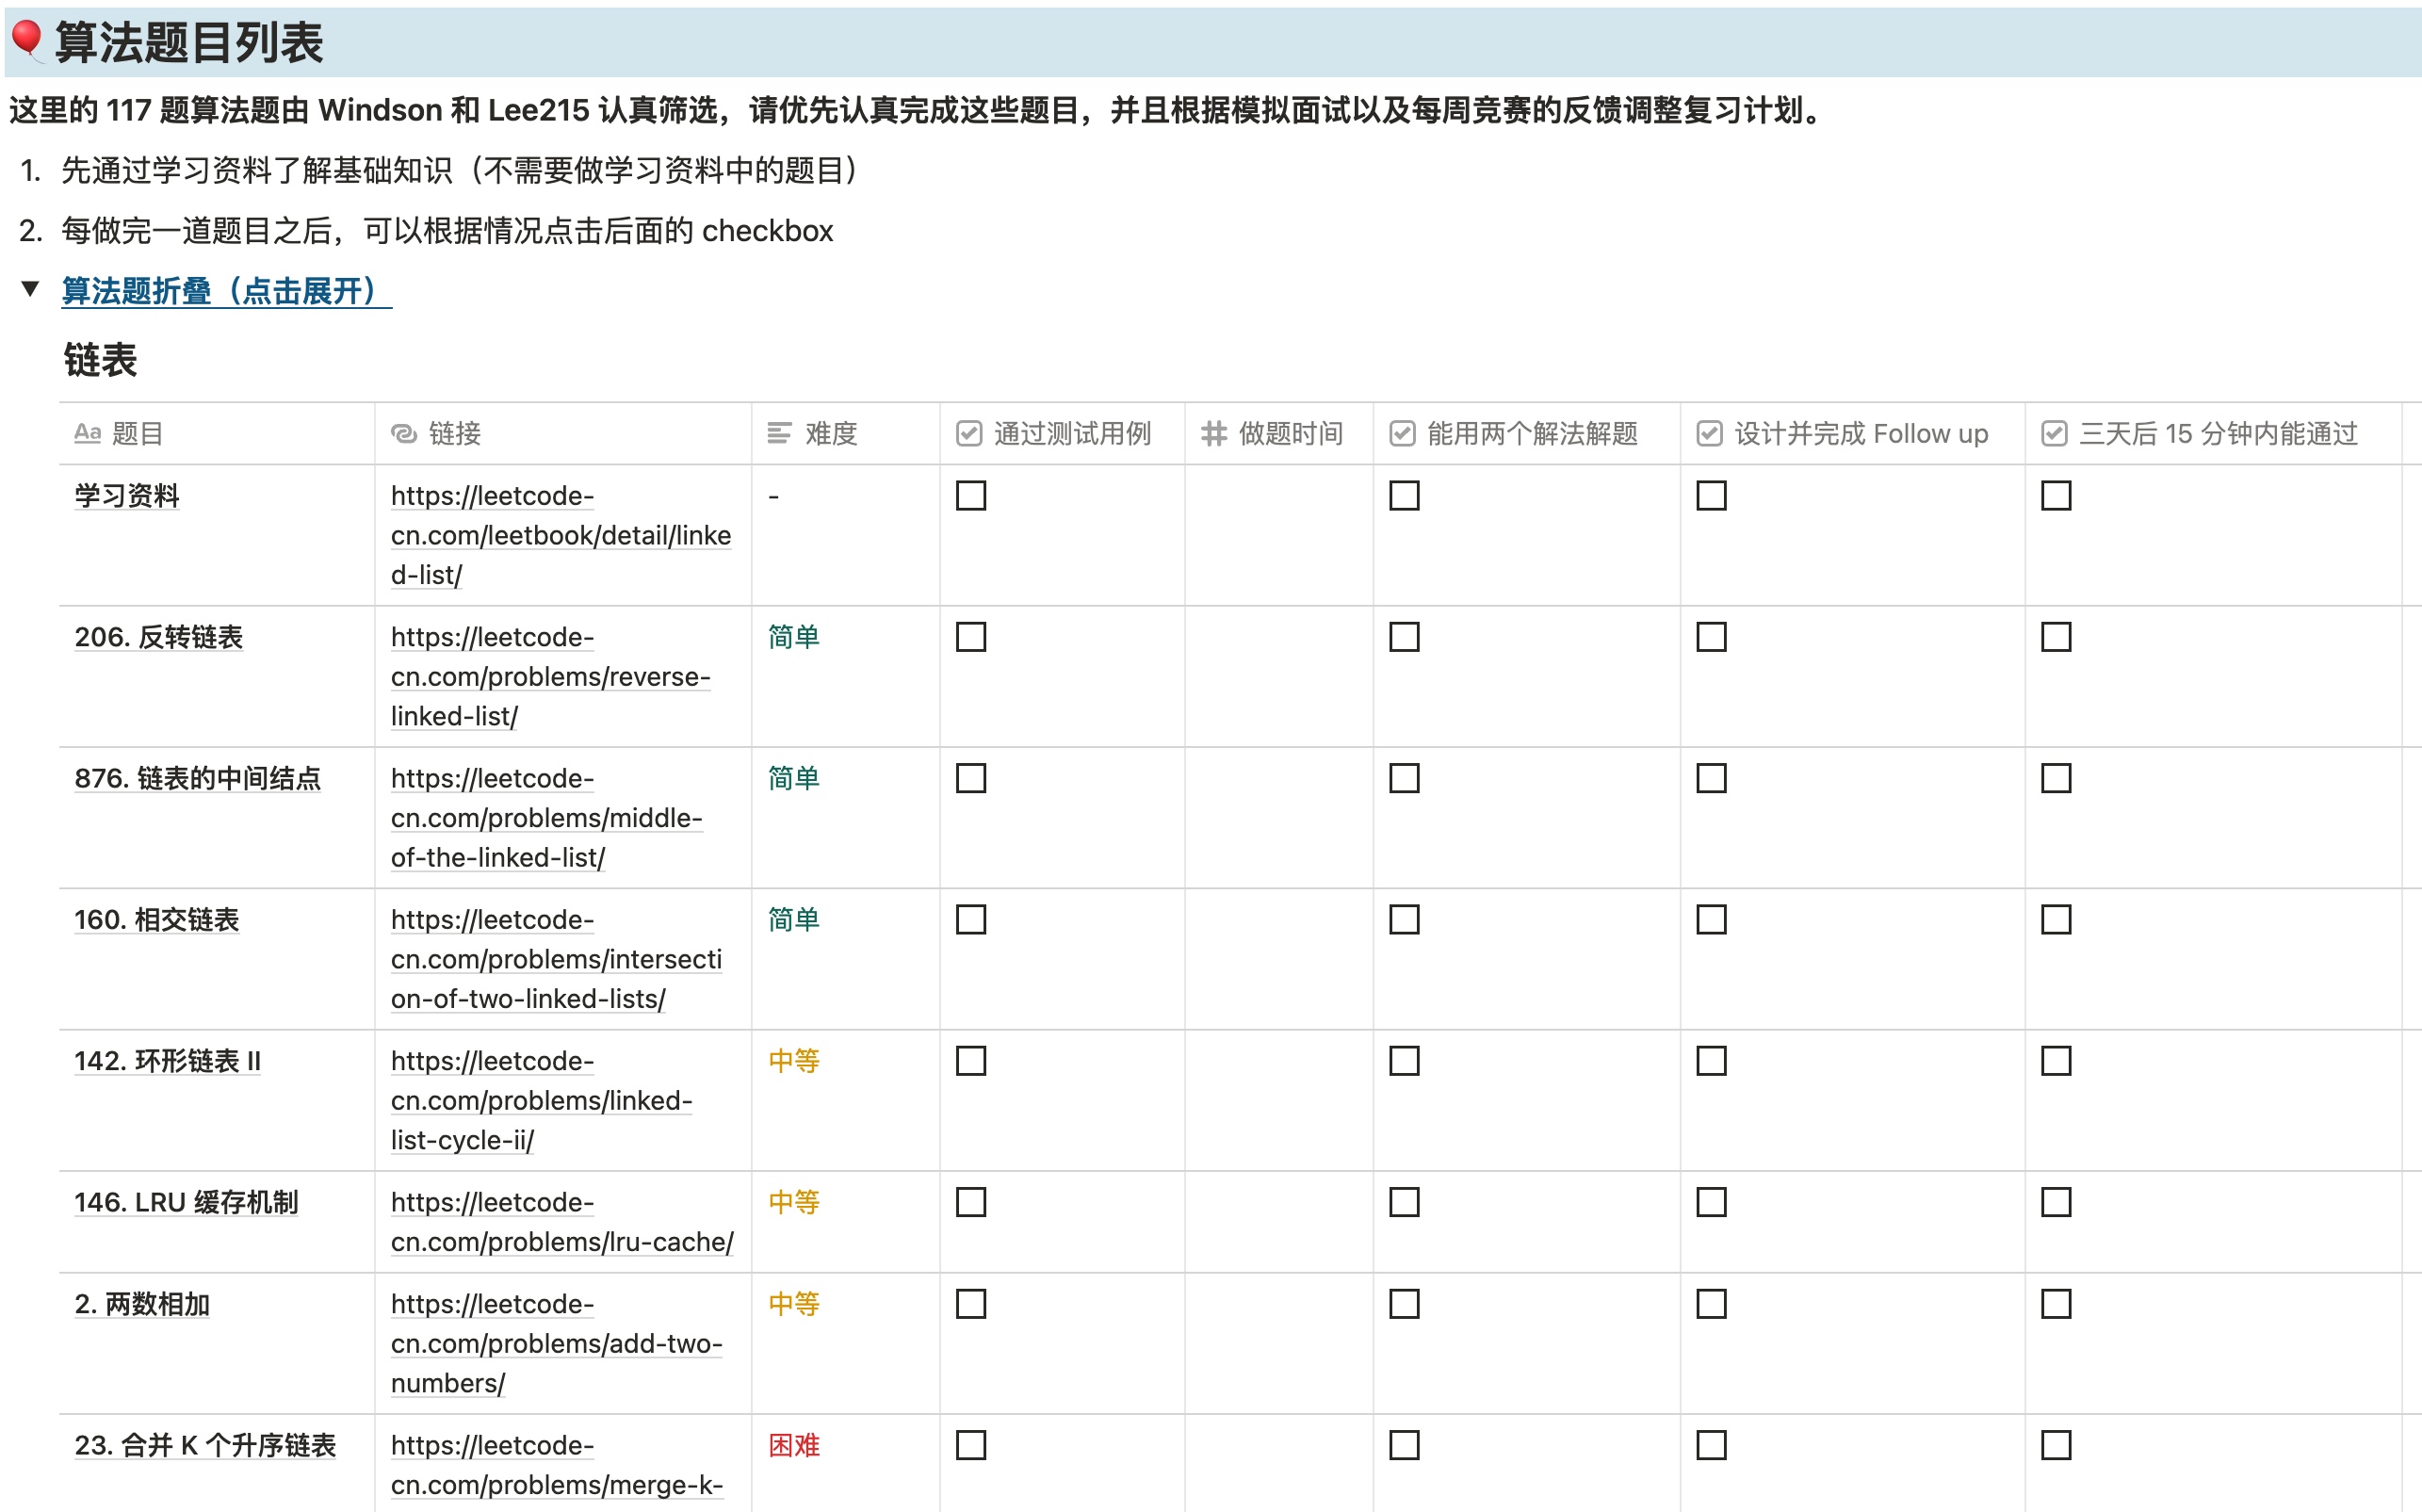 算法题目列表
这里的 117 题算法题由 Windson 和 Lee215 认真筛选，请优先认真完成这些题目，并且根据模拟面试以及每周竞赛的反馈调整复习计划。
1. 先通过学习资料了解基础知识（不需要做学习资料中的题目）
2. 每做完一道题目之后，可以根据情况点击后面的 checkbox
算法题折叠（点击展开）
链表
Aa 题目 链接 难度 通过测试用例 # 做题时间 能用两个解法解题 设计并完成 Follow up 三天后 15 分钟内能通过
学习资料 https://leetcode- -
cn.com/leetbook/detail/linke
d-list/
206. 反转链表 https://leetcode- 简单
cn.com/problems/reverse-
linked-list/
876. 链表的中间结点 https://leetcode- 简单
cn.com/problems/middle-
of-the-linked-list/
160. 相交链表 https://leetcode- 简单
cn.com/problems/intersecti
on-of-two-linked-lists/
142. 环形链表 II https://leetcode- 中等
cn.com/problems/linked-
list-cycle-ii/
146. LRU 缓存机制 https://leetcode- 中等
cn.com/problems/lru-cache/
2. 两数相加 https://leetcode- 中等
cn.com/problems/add-two-
numbers/
23. 合并 K 个升序链表 https://leetcode- 困难
cn.com/problems/merge-k-